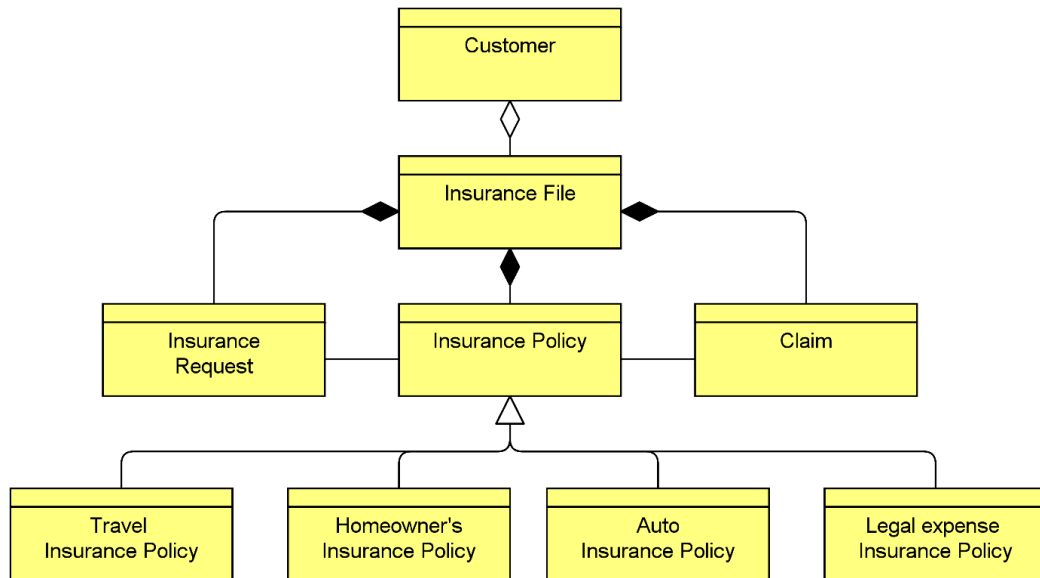 Customer
Insurance File
Insurance
Request
Insurance Policy
Claim
Travel
Insurance Policy
Homeowner's
Insurance Policy
Auto
Insurance Policy
Legal expense
Insurance Policy